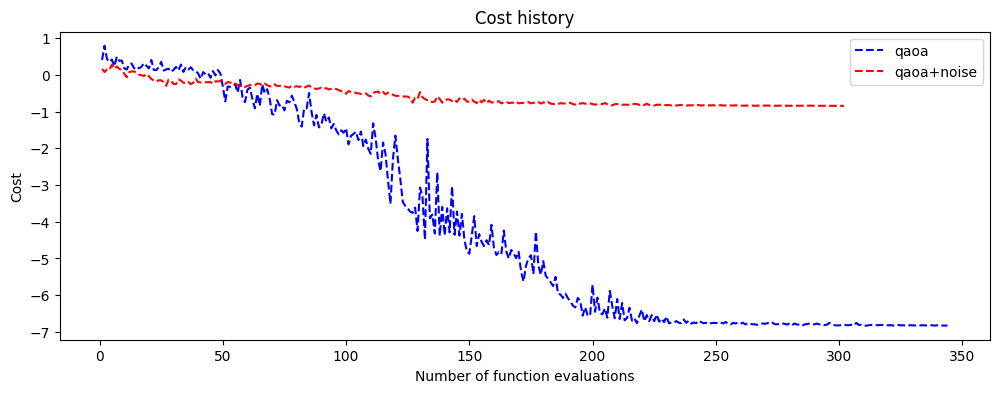 Cost history
qaoa
qaoa+noise
Cost
1
0
−1
−2
−3
−4
−5
−6
−7
0 50 100 150 200 250 300 350
Number of function evaluations